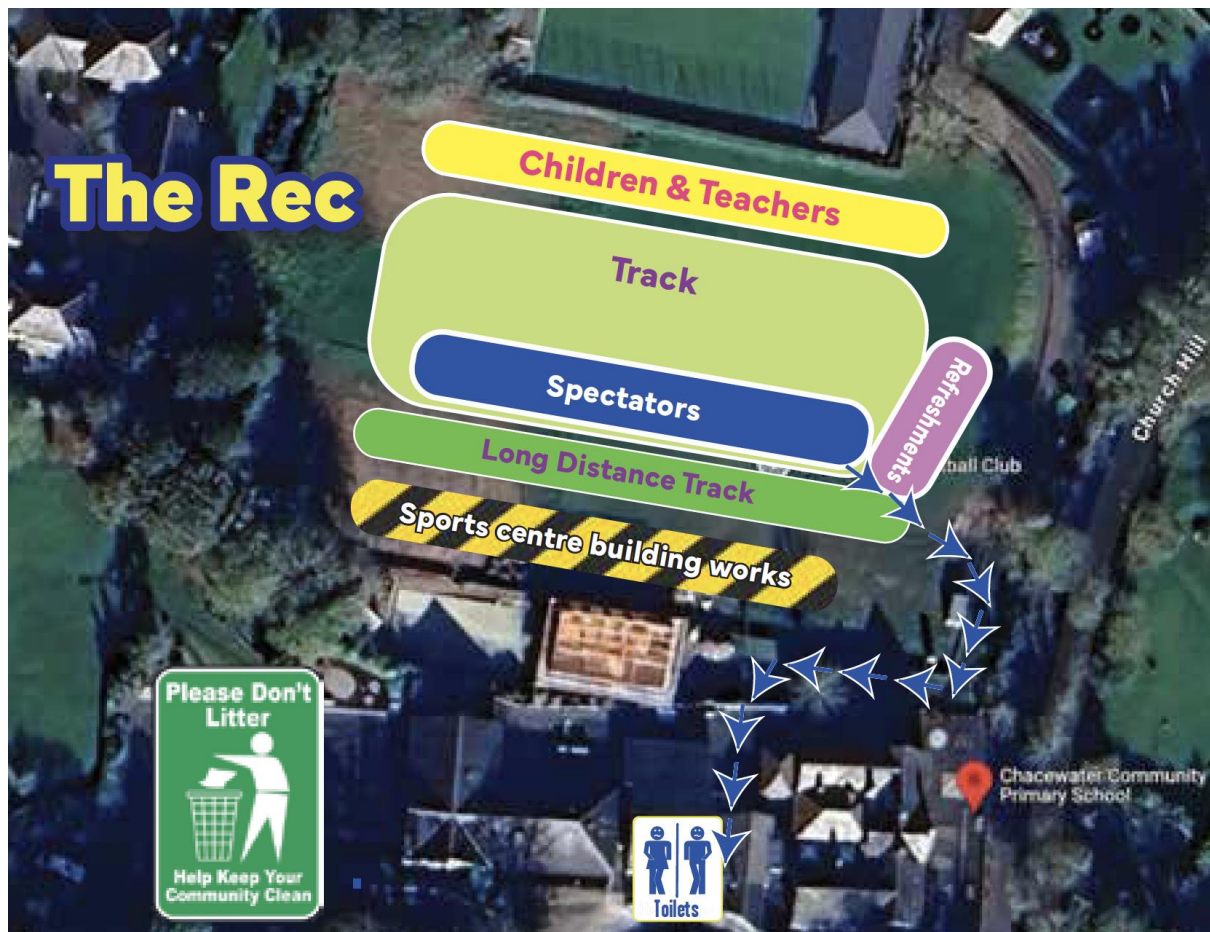 The Rec
Children & Teachers
Track
Spectators
Refreshments
Long Distance Track
Sports centre building works
Church Hill
ball Club
Chacewater Community
Primary School
Please Don't
Litter
Help Keep Your
Community Clean
Toilets